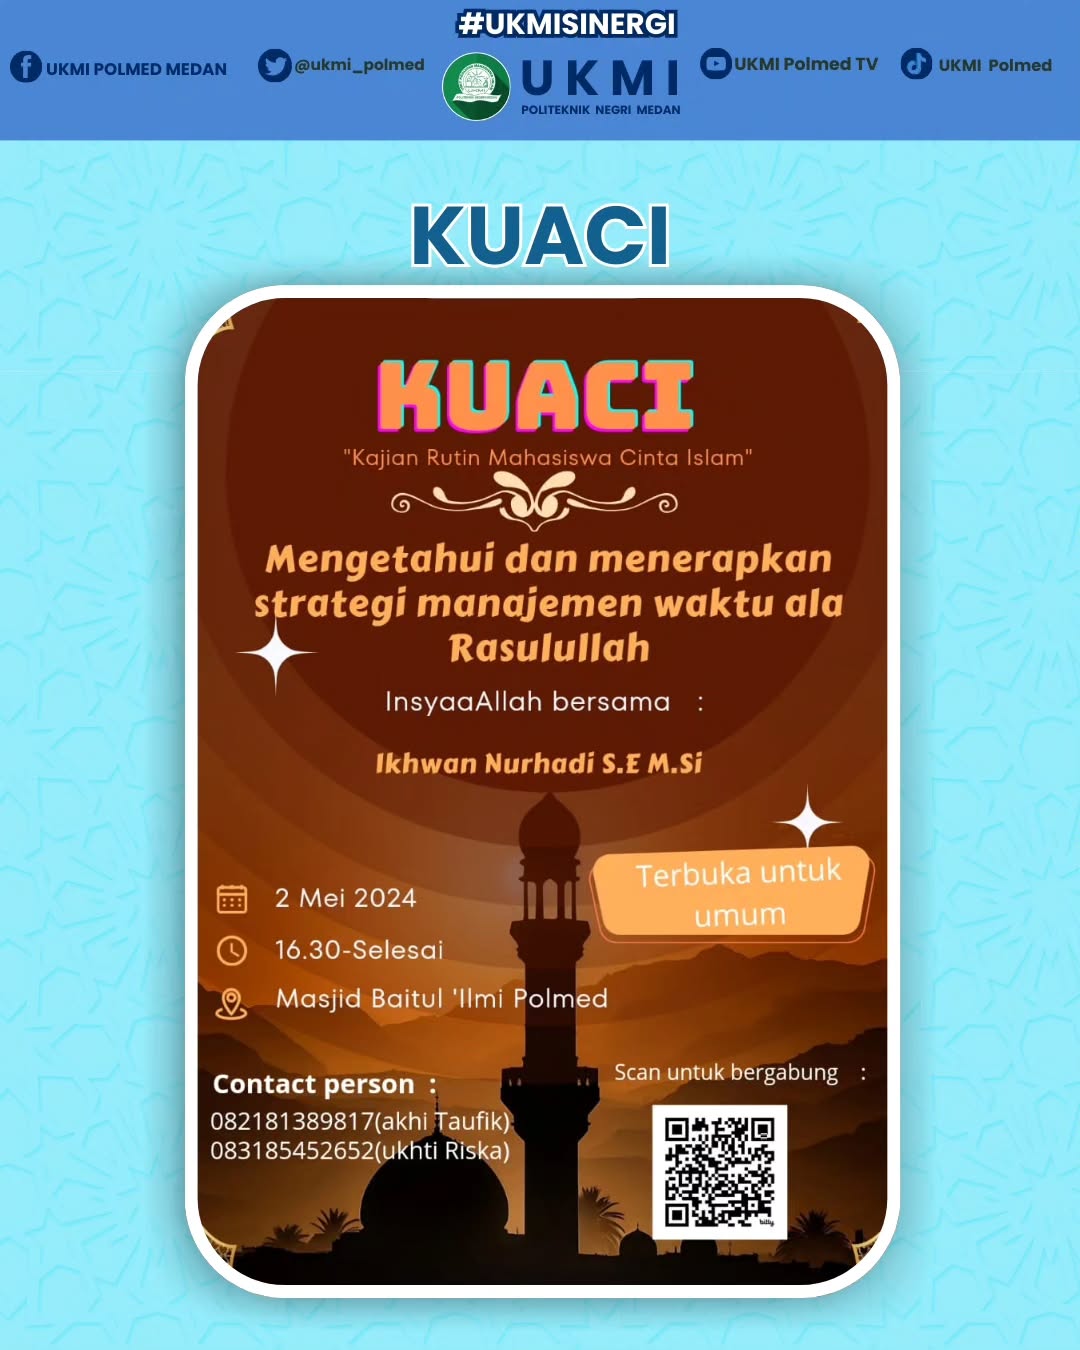 #UKMISINERGI
UKMI POLMED MEDAN
@ukmi_polmed
UKMI
POLITEKNIK NEGRI MEDAN
UKMI Polmed TV
UKMI Polmed
KUACI
KUACI
"Kajian Rutin Mahasiswa Cinta Islam"
Mengetahui dan menerapkan
strategi manajemen waktu ala
Rasulullah
InsyaaAllah bersama :
Ikhwan Nurhadi S.E M.Si
Terbuka untuk
umum
2 Mei 2024
16.30-Selesai
Masjid Baitul 'Ilmi Polmed
Contact person :
082181389817(akhi Taufik)
083185452652(ukhti Riska)
Scan untuk bergabung :
bitly